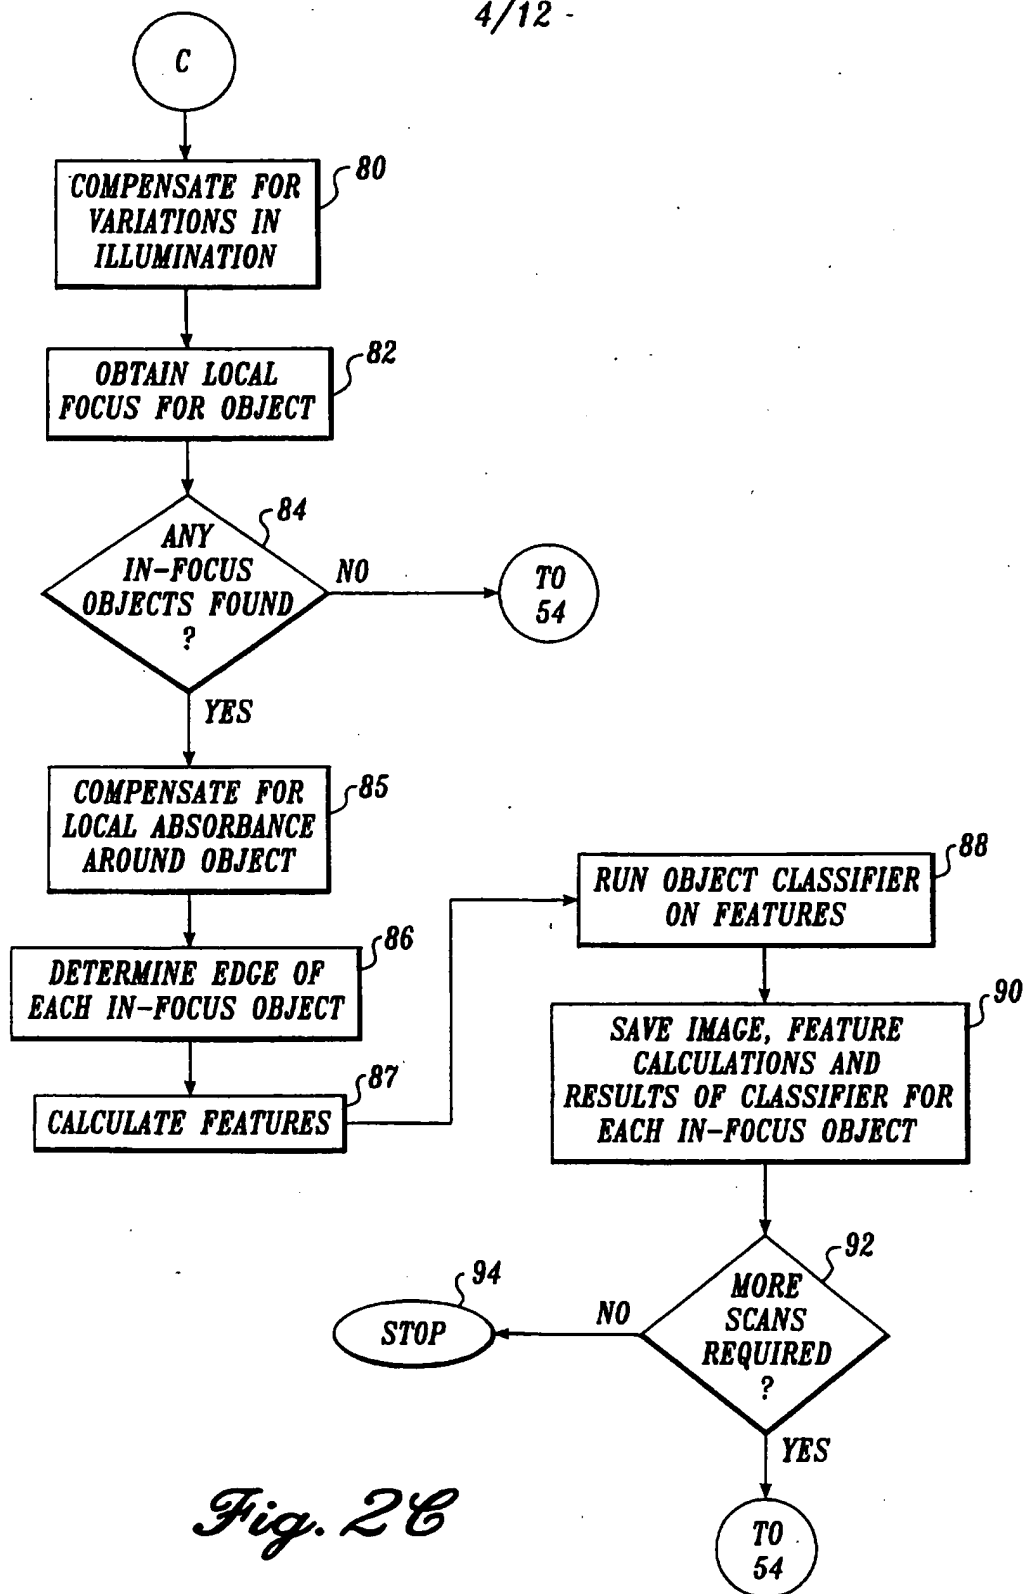 4/12 -
C
80
COMPENSATE FOR
VARIATIONS IN
ILLUMINATION
82
OBTAIN LOCAL
FOCUS FOR OBJECT
84
ANY
IN-FOCUS
OBJECTS FOUND
?
NO
TO
54
YES
85
COMPENSATE FOR
LOCAL ABSORBANCE
AROUND OBJECT
86
DETERMINE EDGE OF
EACH IN-FOCUS OBJECT
87
CALCULATE FEATURES
88
RUN OBJECT CLASSIFIER
ON FEATURES
90
SAVE IMAGE, FEATURE
CALCULATIONS AND
RESULTS OF CLASSIFIER FOR
EACH IN-FOCUS OBJECT
92
MORE
SCANS
REQUIRED
?
NO
94
STOP
YES
TO
54
Fig. 2C